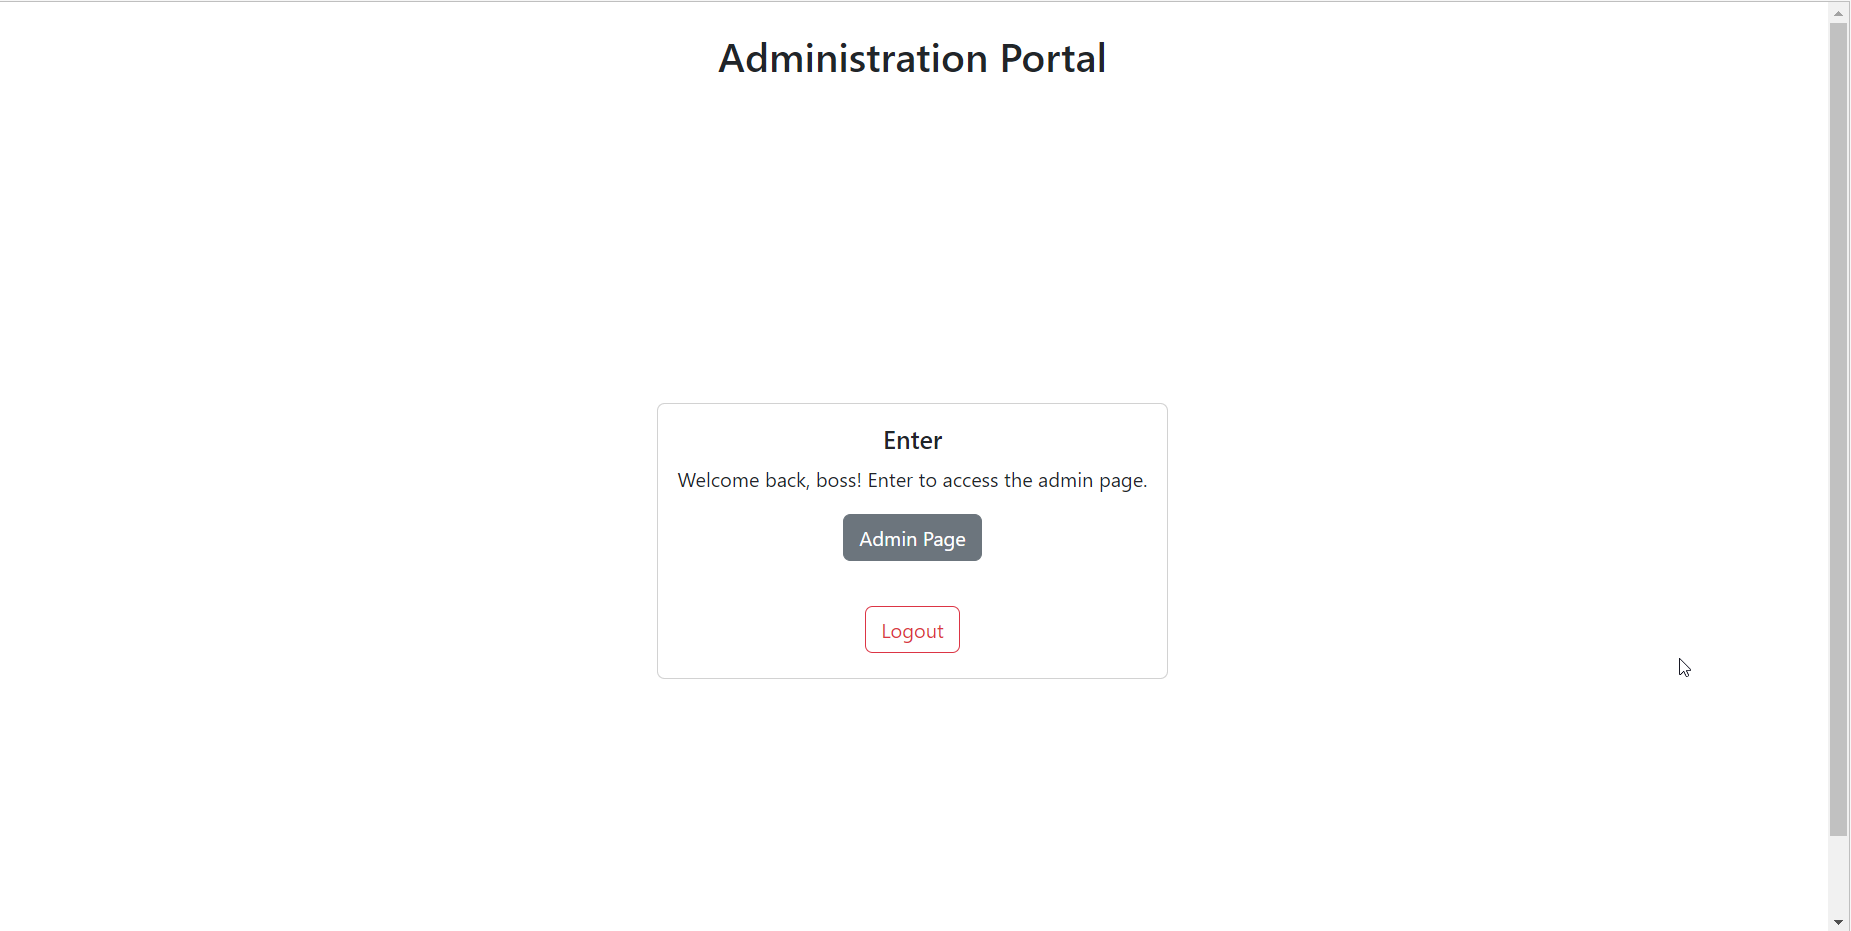 Administration Portal
Enter
Welcome back, boss! Enter to access the admin page.
Admin Page
Logout